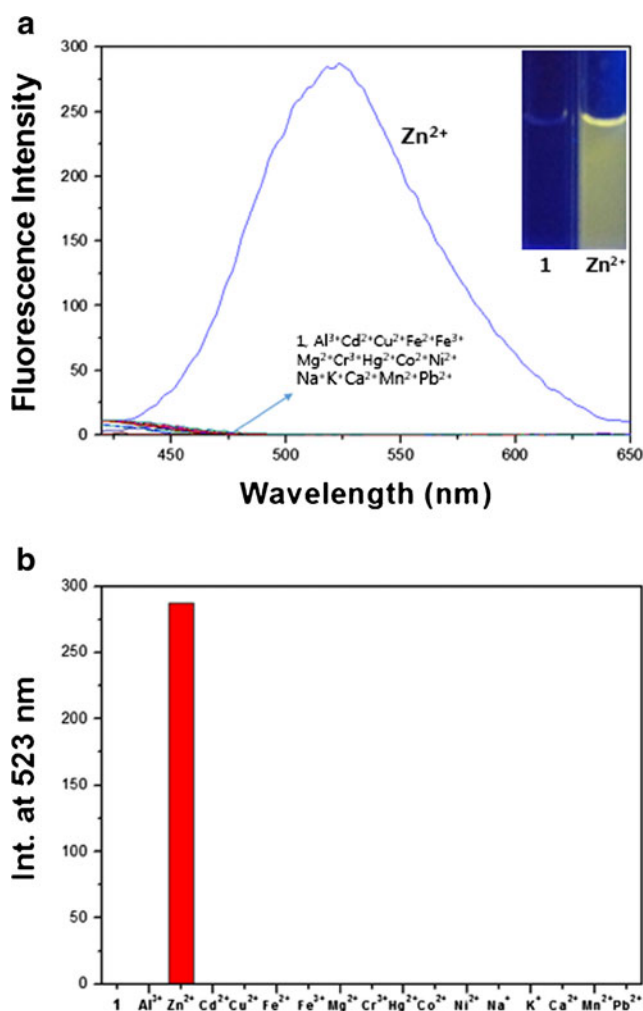 a
300
250
200
150
100
50
0
Fluorescence Intensity
Zn²⁺
1 Zn²⁺
1, Al³⁺Cd²⁺Cu²⁺Fe²⁺Fe³⁺
Mg²⁺Cr³⁺Hg²⁺Co²⁺Ni²⁺
Na⁺K⁺Ca²⁺Mn²⁺Pb²⁺
450 500 550 600 650
Wavelength (nm)
b
300
250
200
150
100
50
0
Int. at 523 nm
1 Al³⁺ Zn²⁺ Cd²⁺ Cu²⁺ Fe²⁺ Fe³⁺ Mg²⁺ Cr³⁺ Hg²⁺ Co²⁺ Ni²⁺ Na⁺ K⁺ Ca²⁺ Mn²⁺ Pb²⁺